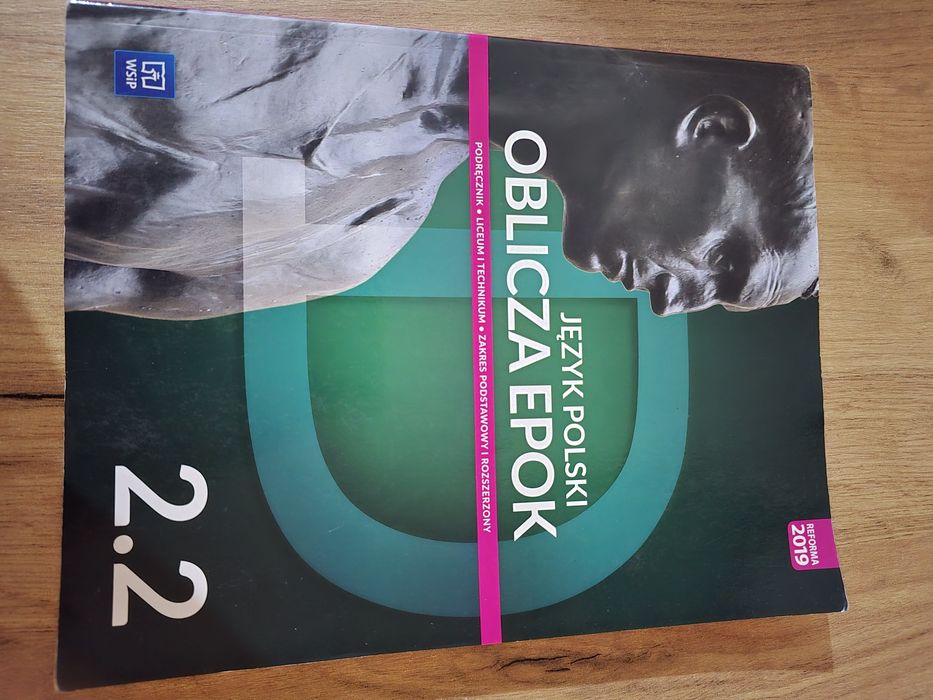 REFORMA
2019
JĘZYK POLSKI
OBLICZA EPOK
PODRĘCZNIK • LICEUM I TECHNIKUM • ZAKRES PODSTAWOWY I ROZSZERZONY
WSiP
2.2